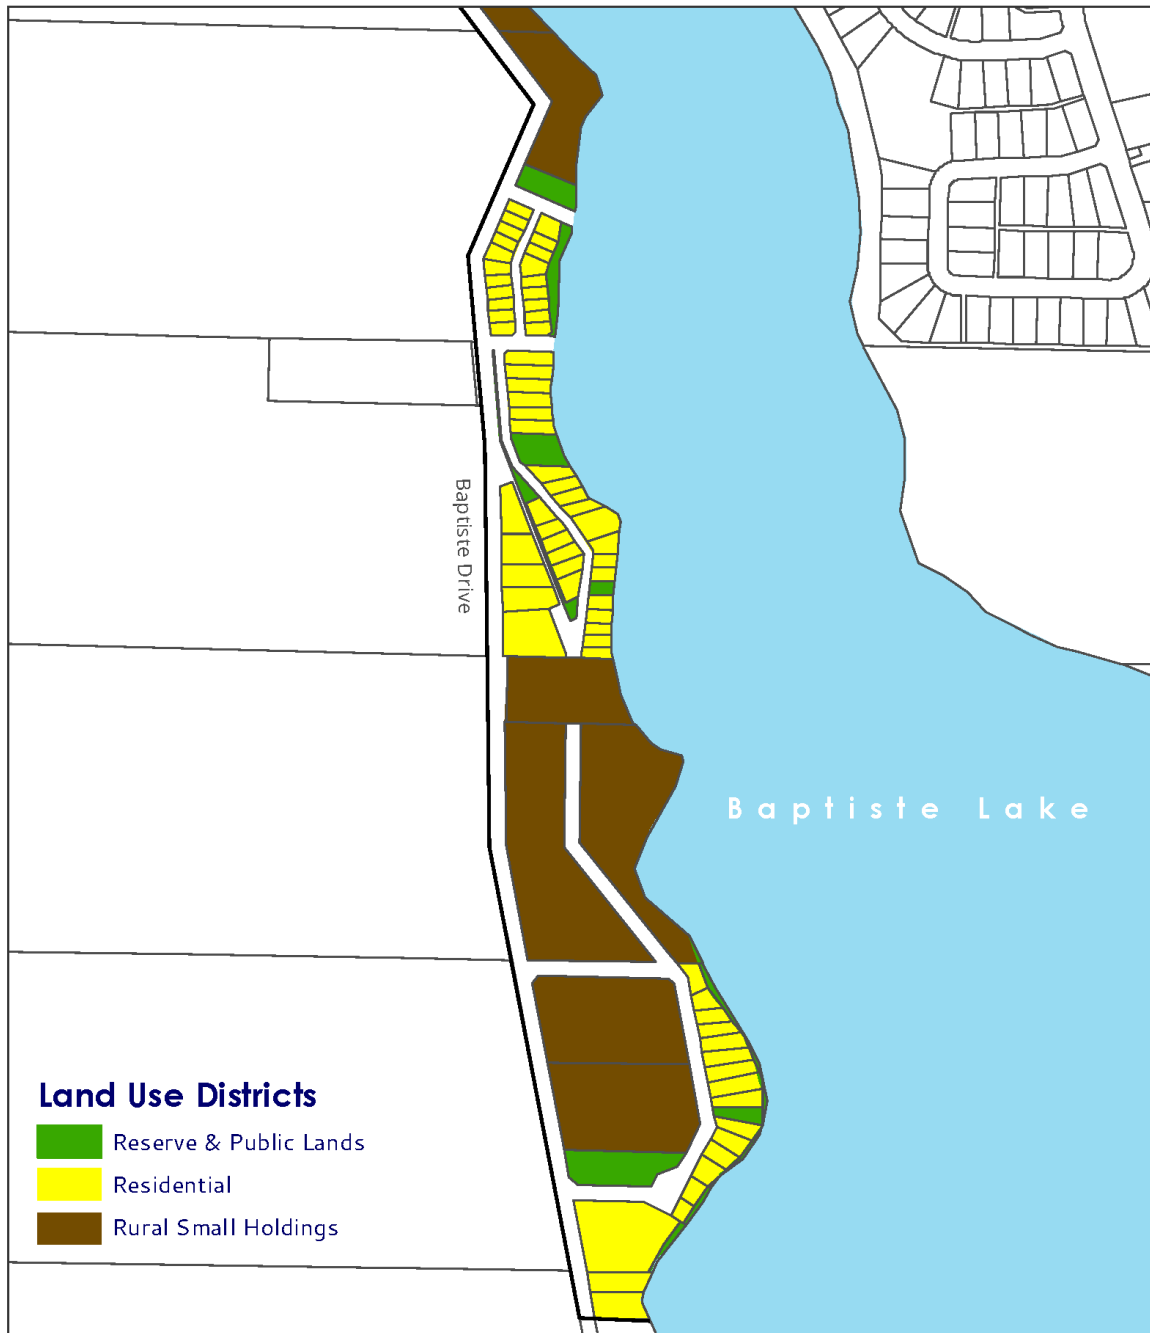 Baptiste Drive
Baptiste Lake
Land Use Districts
Reserve & Public Lands
Residential
Rural Small Holdings